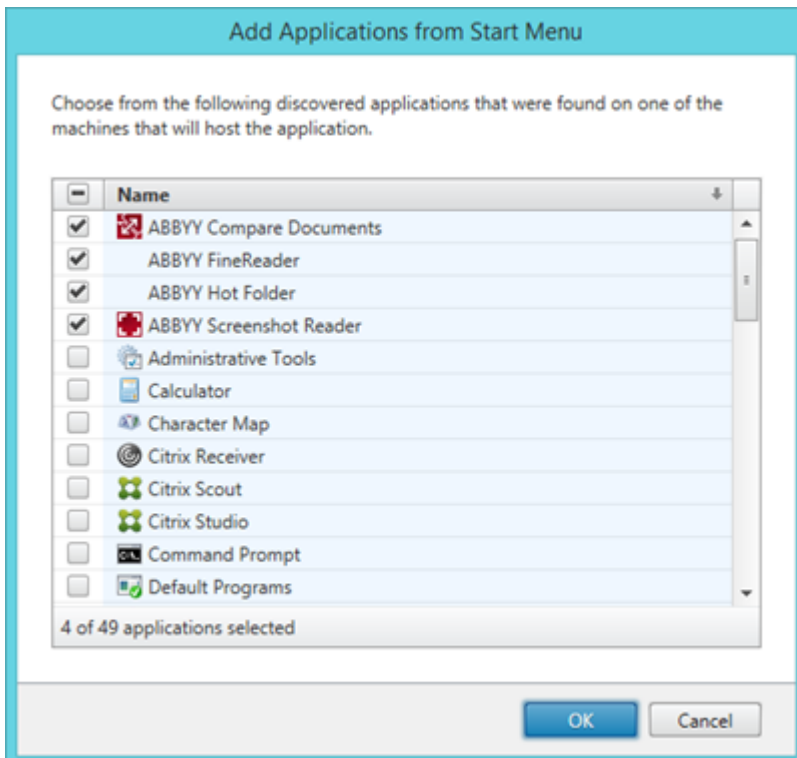 Add Applications from Start Menu
Choose from the following discovered applications that were found on one of the
machines that will host the application.
Name
ABBYY Compare Documents
ABBYY FineReader
ABBYY Hot Folder
ABBYY Screenshot Reader
Administrative Tools
Calculator
Character Map
Citrix Receiver
Citrix Scout
Citrix Studio
Command Prompt
Default Programs
4 of 49 applications selected
OK Cancel